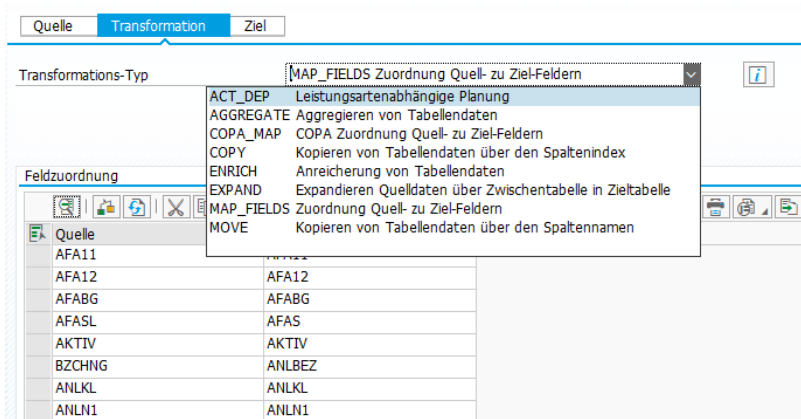 Quelle Transformation Ziel
Transformations-Typ MAP_FIELDS Zuordnung Quell- zu Ziel-Feldern
ACT_DEP Leistungsartenabhängige Planung
AGGREGATE Aggregieren von Tabellendaten
COPA_MAP COPA Zuordnung Quell- zu Ziel-Feldern
COPY Kopieren von Tabellendaten über den Spaltenindex
Feldzuordnung ENRICH Anreicherung von Tabellendaten
EXPAND Expandieren Quelldaten über Zwischentabelle in Zieltabelle
MAP_FIELDS Zuordnung Quell- zu Ziel-Feldern
Quelle MOVE Kopieren von Tabellendaten über den Spaltennamen
AFA11 AFA11
AFA12 AFA12
AFABG AFABG
AFASL AFAS
AKTIV AKTIV
BZCHNG ANLBEZ
ANLKL ANLKL
ANLN1 ANLN1